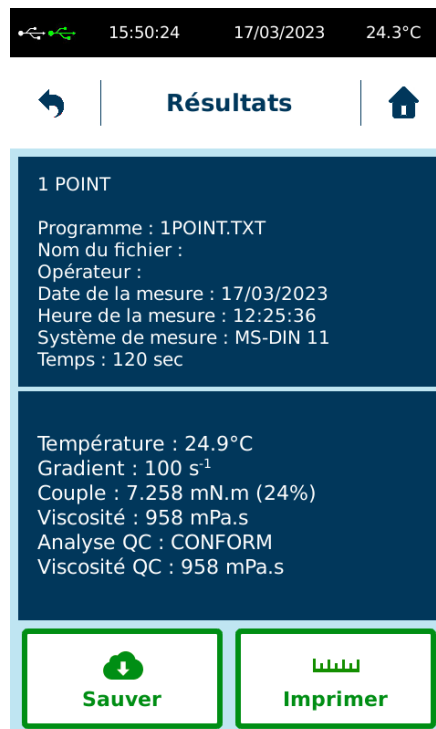 15:50:24 17/03/2023 24.3°C
Résultats
1 POINT
Programme : 1POINT.TXT
Nom du fichier :
Opérateur :
Date de la mesure : 17/03/2023
Heure de la mesure : 12:25:36
Système de mesure : MS-DIN 11
Temps : 120 sec
Température : 24.9°C
Gradient : 100 s⁻¹
Couple : 7.258 mN.m (24%)
Viscosité : 958 mPa.s
Analyse QC : CONFORM
Viscosité QC : 958 mPa.s
Sauver Imprimer